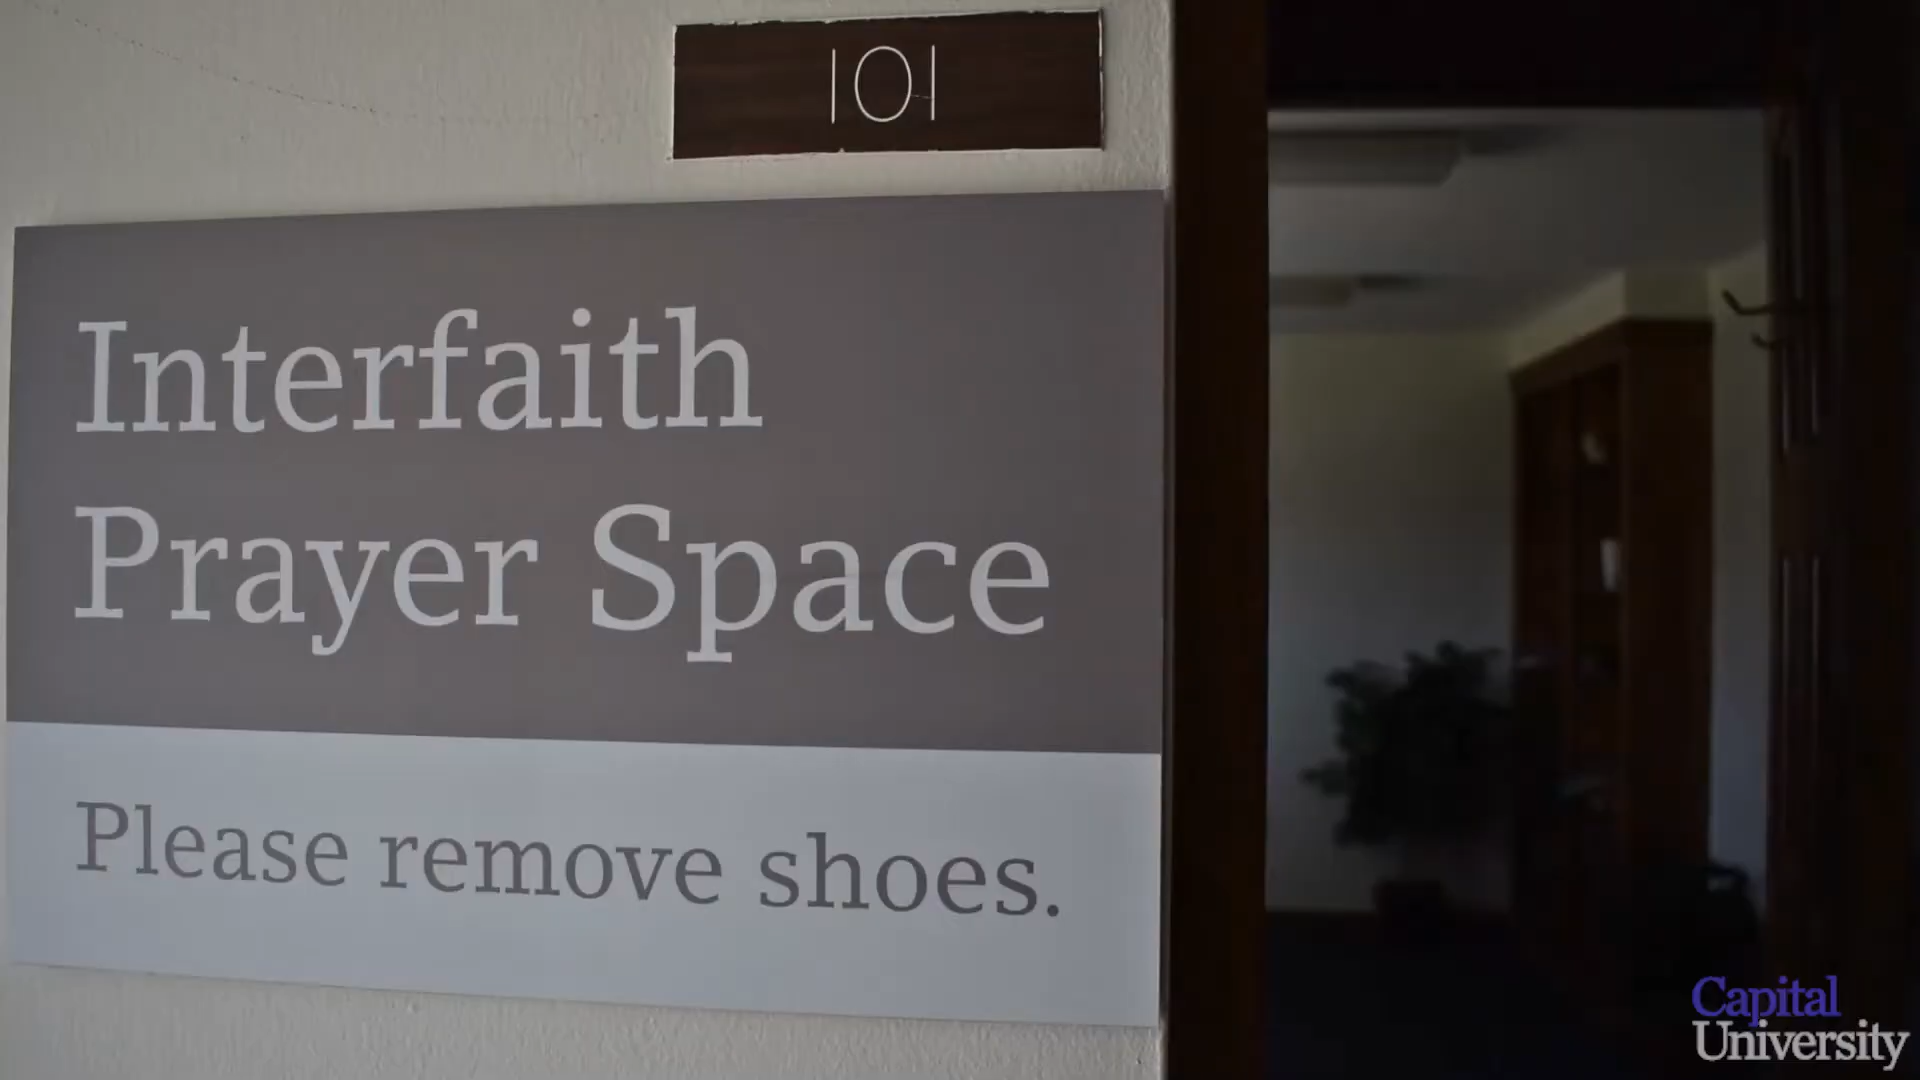 101
Interfaith
Prayer Space
Please remove shoes.
Capital
University